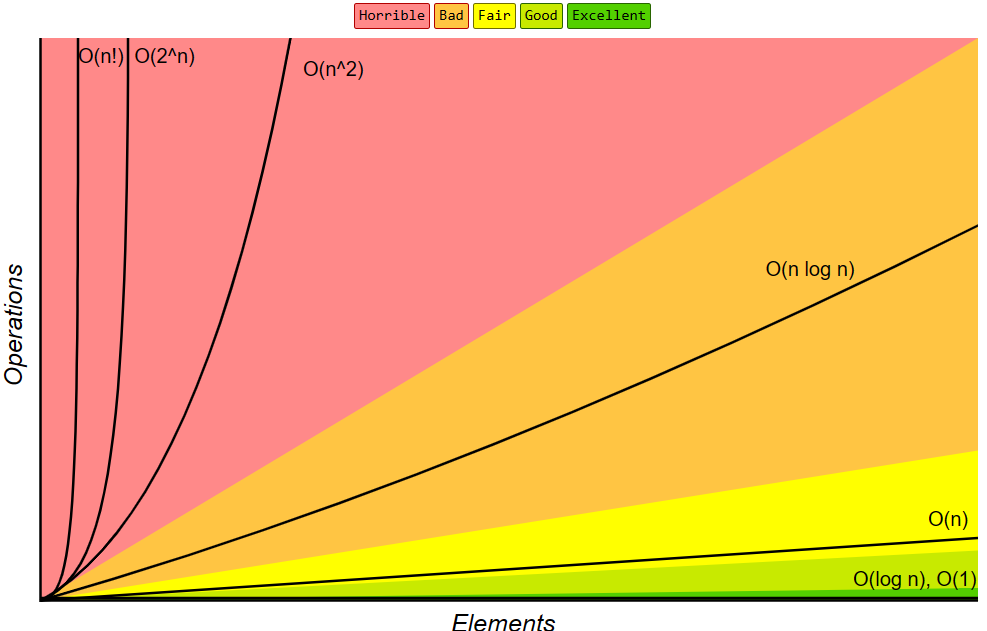 Horrible Bad Fair Good Excellent
O(n!) O(2^n)
O(n^2)
O(n log n)
Operations
O(n)
O(log n), O(1)
Elements